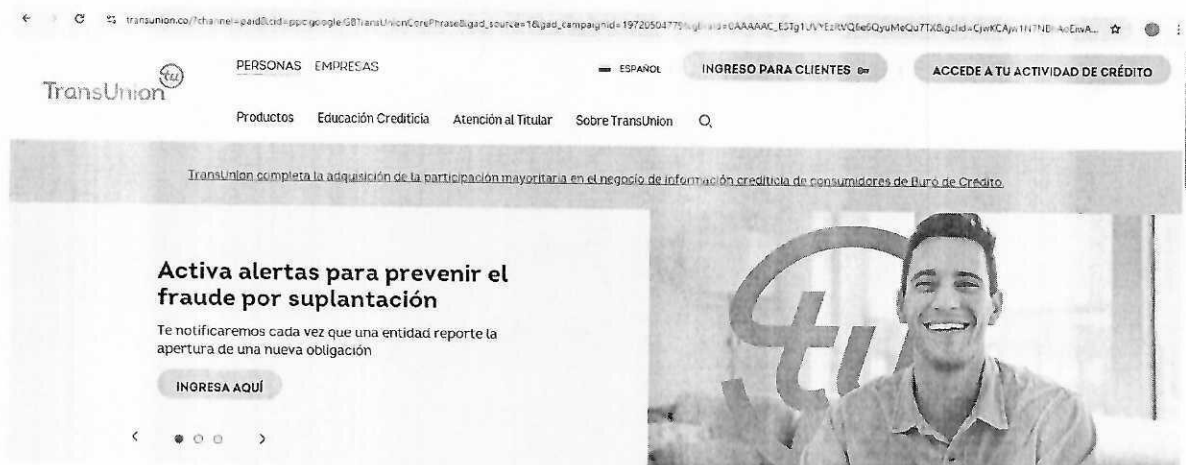 transunion.co/?channel=paid&cid=ppc:google:GBTransUnionCorePhrase&gad_source=1&gad_campaignid=19720504779
PERSONAS EMPRESAS
ESPAÑOL
INGRESO PARA CLIENTES
ACCEDE A TU ACTIVIDAD DE CRÉDITO
TransUnion
tu
Productos Educación Crediticia Atención al Titular Sobre TransUnion
TransUnion completa la adquisición de la participación mayoritaria en el negocio de información crediticia de consumidores de Buró de Crédito.
Activa alertas para prevenir el
fraude por suplantación
Te notificaremos cada vez que una entidad reporte la
apertura de una nueva obligación
INGRESA AQUÍ
tu